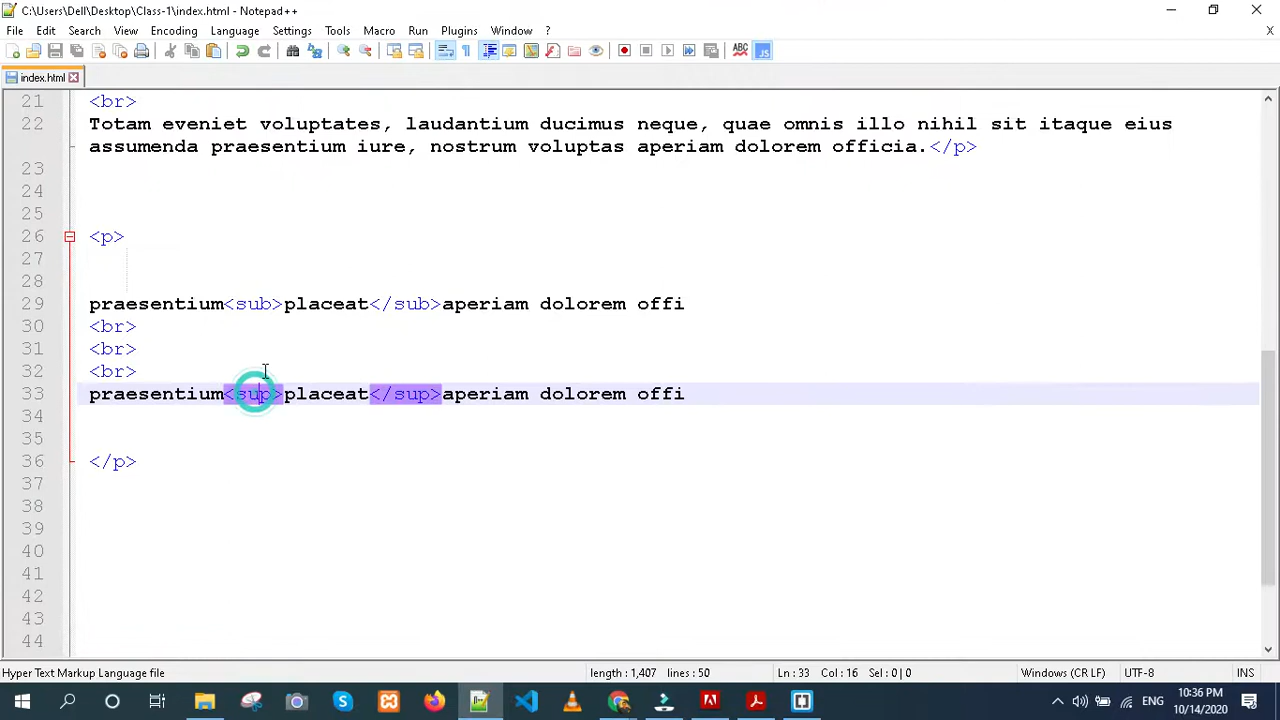 C:\Users\Dell\Desktop\Class-1\index.html - Notepad++
File Edit Search View Encoding Language Settings Tools Macro Run Plugins Window ? X
ABC JS
index.html
21 <br>
22 Totam eveniet voluptates, laudantium ducimus neque, quae omnis illo nihil sit itaque eius
assumenda praesentium iure, nostrum voluptas aperiam dolorem officia.</p>
23
24
25
26 <p>
27
28
29 praesentium<sub>placeat</sub>aperiam dolorem offi
30 <br>
31 <br>
32 <br>
33 praesentium<sup>placeat</sup>aperiam dolorem offi
34
35
36 </p>
37
38
39
40
41
42
43
44
Hyper Text Markup Language file length : 1,407 lines : 50 Ln : 33 Col : 16 Sel : 0 | 0 Windows (CR LF) UTF-8 INS
ENG 10:36 PM
10/14/2020